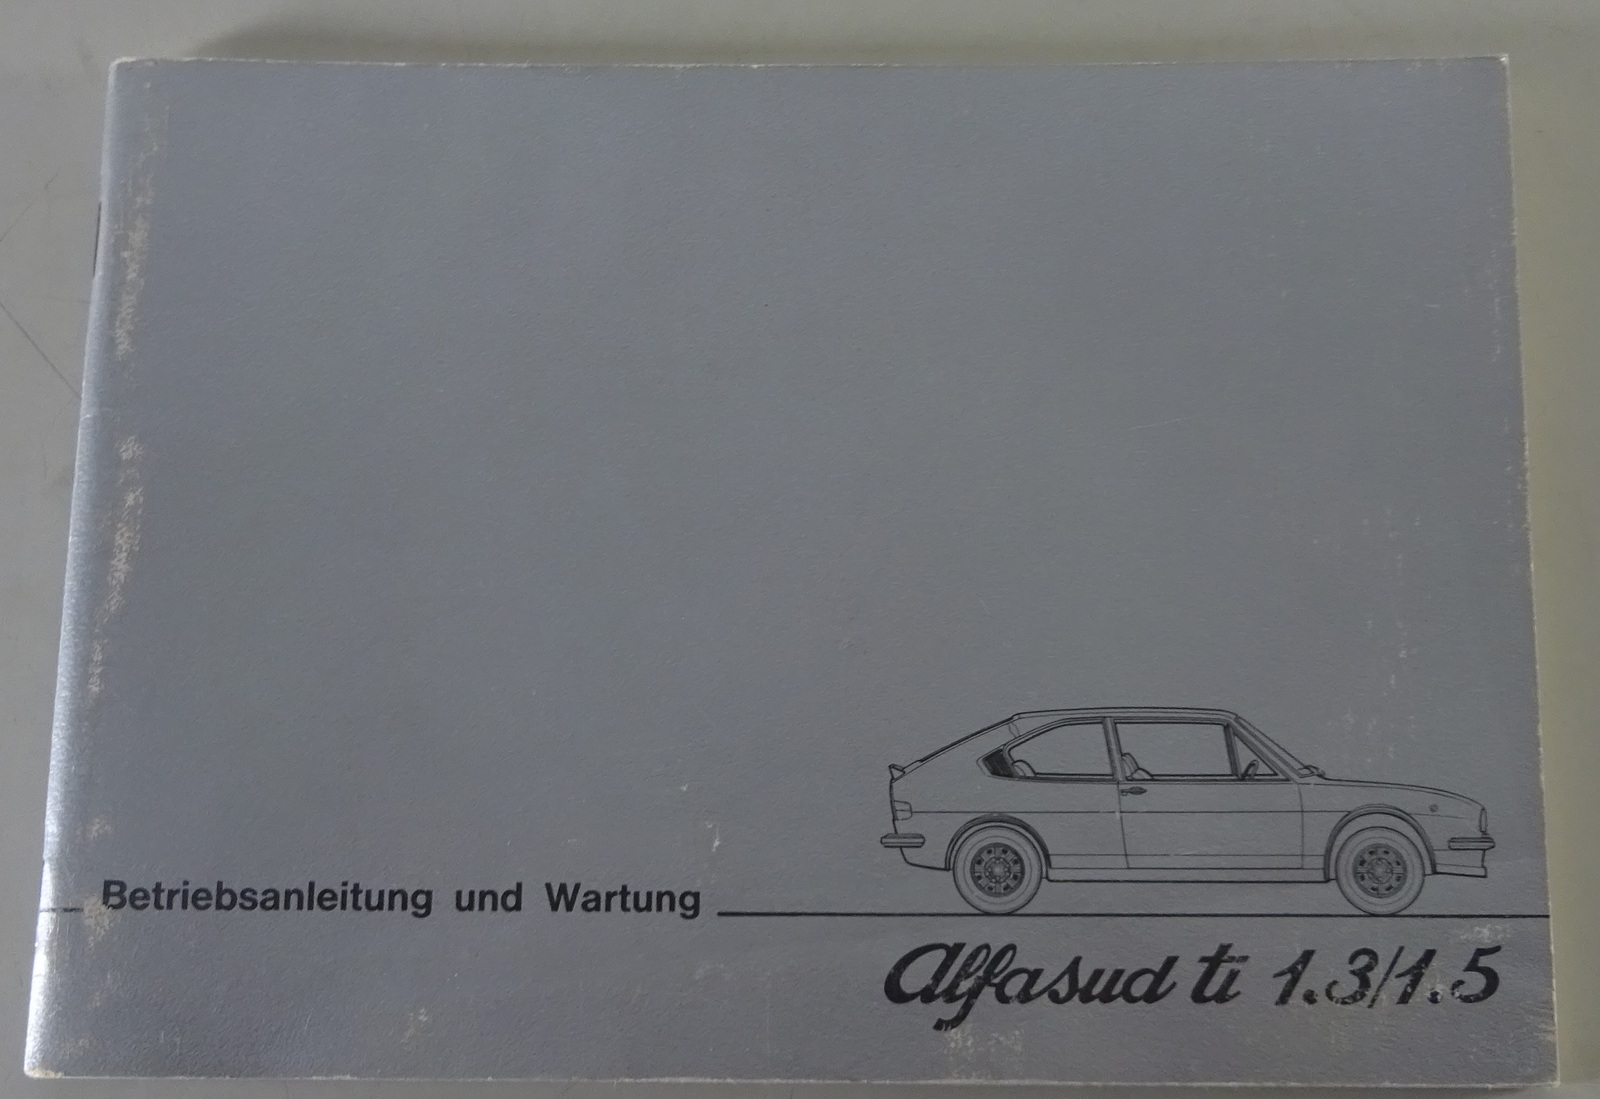 Betriebsanleitung und Wartung
Alfasud ti 1.3/1.5